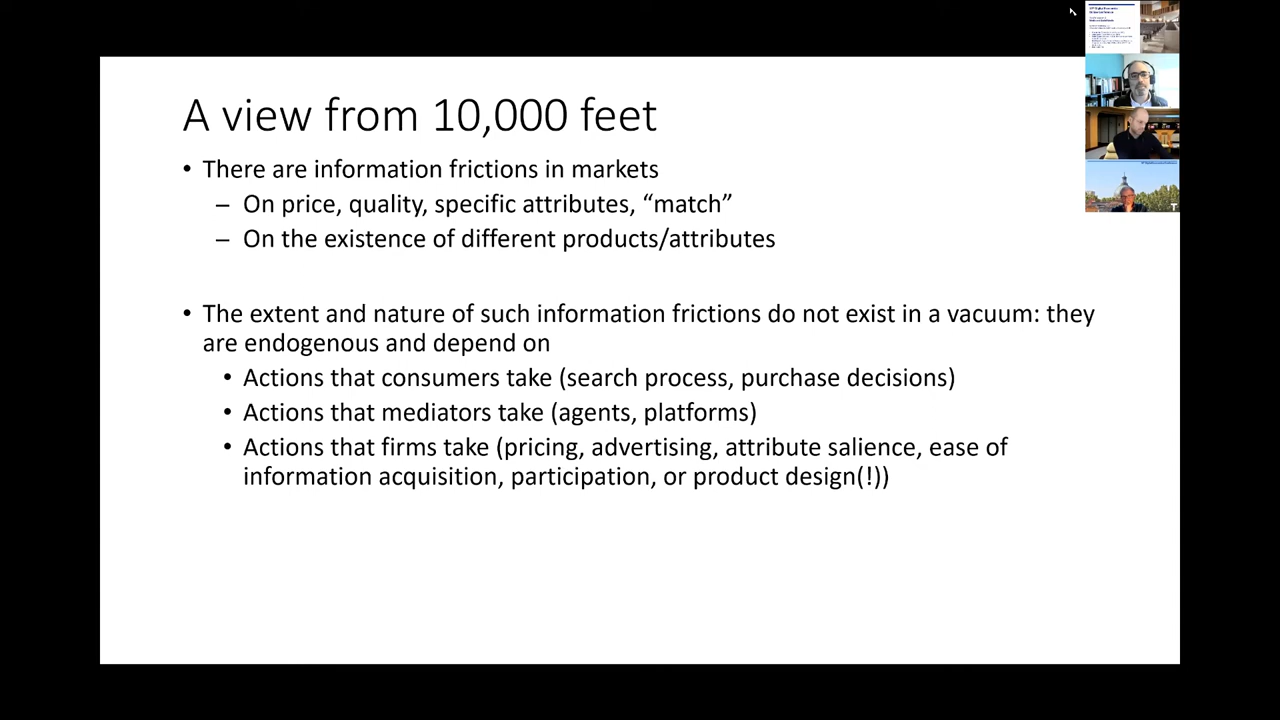 A view from 10,000 feet
• There are information frictions in markets
– On price, quality, specific attributes, “match”
– On the existence of different products/attributes
• The extent and nature of such information frictions do not exist in a vacuum: they
are endogenous and depend on
• Actions that consumers take (search process, purchase decisions)
• Actions that mediators take (agents, platforms)
• Actions that firms take (pricing, advertising, attribute salience, ease of
information acquisition, participation, or product design(!))